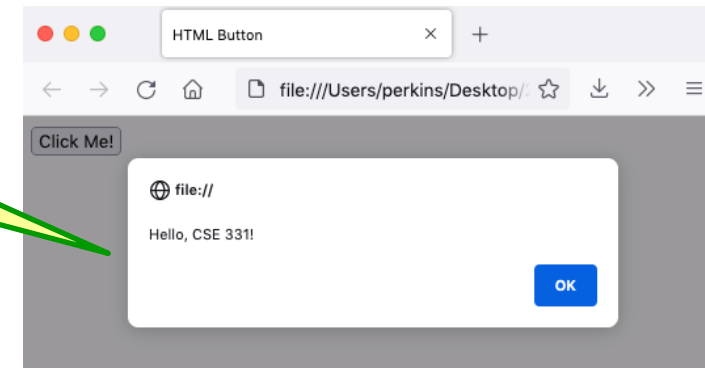 HTML Button
file:///Users/perkins/Desktop/
Click Me!
file://
Hello, CSE 331!
OK